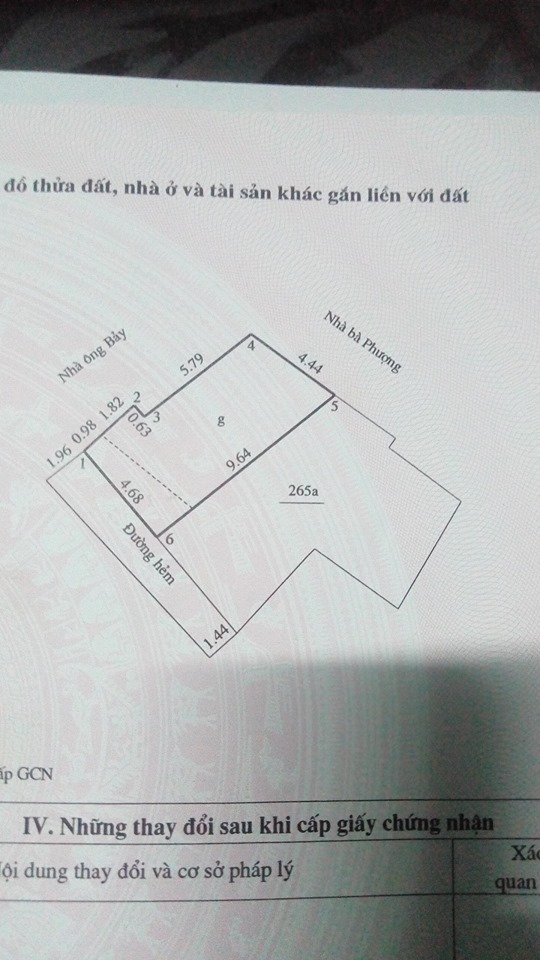 đồ thửa đất, nhà ở và tài sản khác gắn liền với đất
Nhà ông Bảy
Nhà bà Phượng
5.79
4
4.44
5
1.96 0.98 1.82
2
0.63
3
g
9.64
1
4.68
6
265a
Đường hẻm
1.44
ấp GCN
IV. Những thay đổi sau khi cấp giấy chứng nhận
ội dung thay đổi và cơ sở pháp lý
Xác
quan